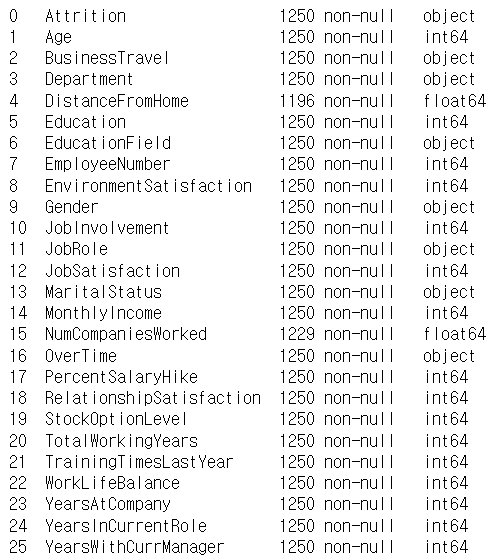 0 Attrition 1250 non-null object
1 Age 1250 non-null int64
2 BusinessTravel 1250 non-null object
3 Department 1250 non-null object
4 DistanceFromHome 1196 non-null float64
5 Education 1250 non-null int64
6 EducationField 1250 non-null object
7 EmployeeNumber 1250 non-null int64
8 EnvironmentSatisfaction 1250 non-null int64
9 Gender 1250 non-null object
10 JobInvolvement 1250 non-null int64
11 JobRole 1250 non-null object
12 JobSatisfaction 1250 non-null int64
13 MaritalStatus 1250 non-null object
14 MonthlyIncome 1250 non-null int64
15 NumCompaniesWorked 1229 non-null float64
16 OverTime 1250 non-null object
17 PercentSalaryHike 1250 non-null int64
18 RelationshipSatisfaction 1250 non-null int64
19 StockOptionLevel 1250 non-null int64
20 TotalWorkingYears 1250 non-null int64
21 TrainingTimesLastYear 1250 non-null int64
22 WorkLifeBalance 1250 non-null int64
23 YearsAtCompany 1250 non-null int64
24 YearsInCurrentRole 1250 non-null int64
25 YearsWithCurrManager 1250 non-null int64